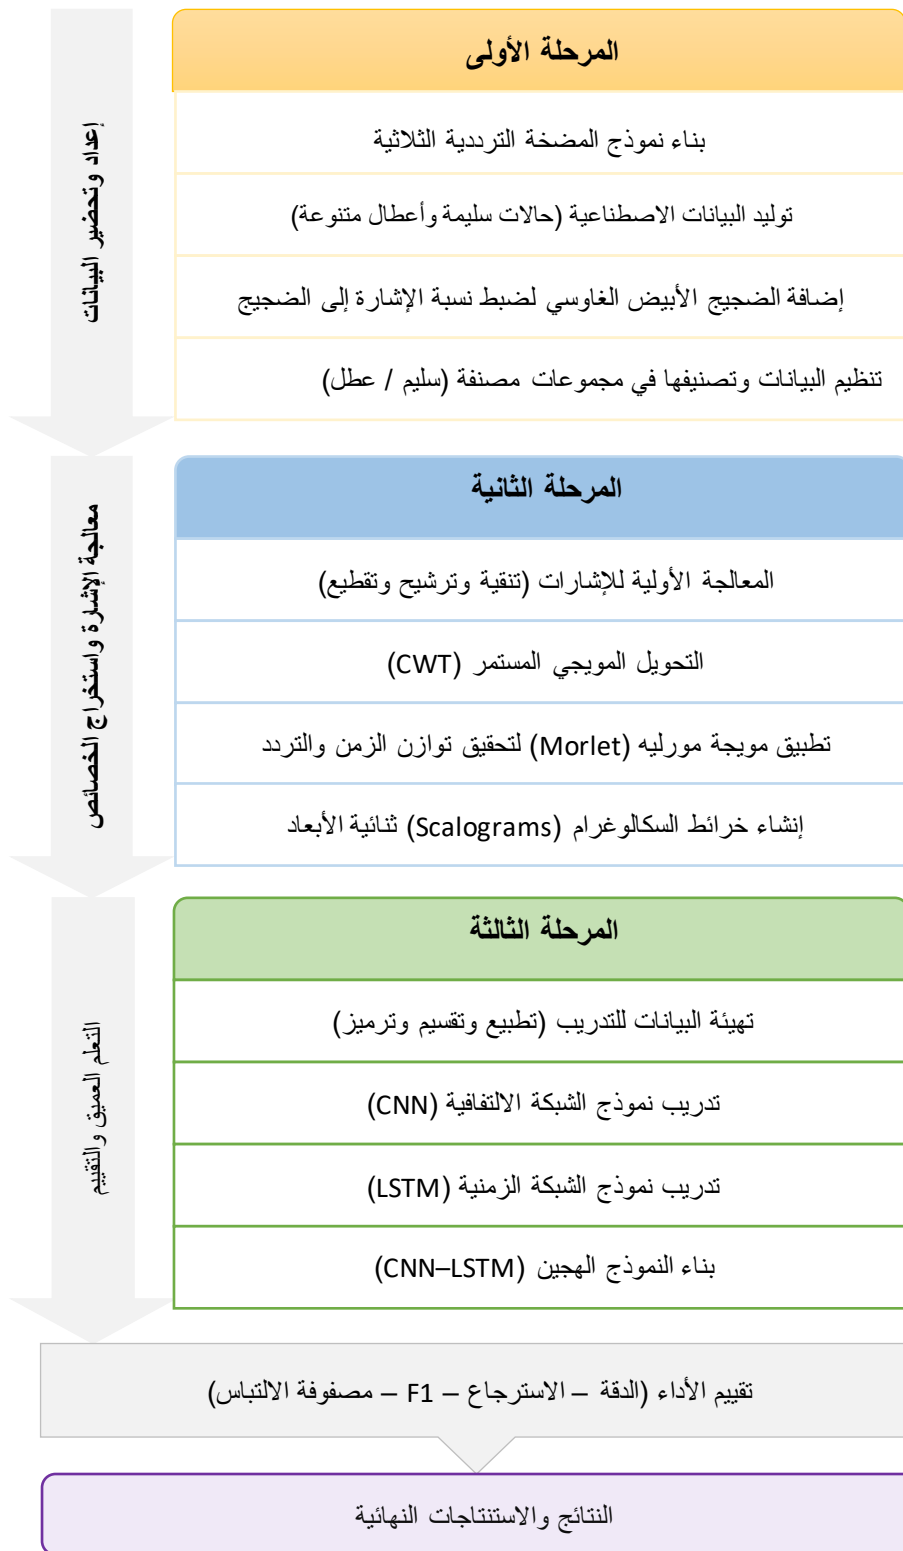 المرحلة الأولى
إعداد وتحضير البيانات
بناء نموذج المضخة الترددية الثلاثية
توليد البيانات الاصطناعية (حالات سليمة وأعطال متنوعة)
إضافة الضجيج الأبيض الغاوسي لضبط نسبة الإشارة إلى الضجيج
تنظيم البيانات وتصنيفها في مجموعات مصنفة (سليم / عطل)
المرحلة الثانية
معالجة الإشارة واستخراج الخصائص
المعالجة الأولية للإشارات (تنقية وترشيح وتقطيع)
التحويل المويجي المستمر (CWT)
تطبيق مويجة مورليه (Morlet) لتحقيق توازن الزمن والتردد
إنشاء خرائط السكالوغرام (Scalograms) ثنائية الأبعاد
المرحلة الثالثة
التعلم العميق والتقييم
تهيئة البيانات للتدريب (تطبيع وتقسيم وترميز)
تدريب نموذج الشبكة الالتفافية (CNN)
تدريب نموذج الشبكة الزمنية (LSTM)
بناء النموذج الهجين (CNN–LSTM)
تقييم الأداء (الدقة – الاسترجاع – F1 – مصفوفة الالتباس)
النتائج والاستنتاجات النهائية